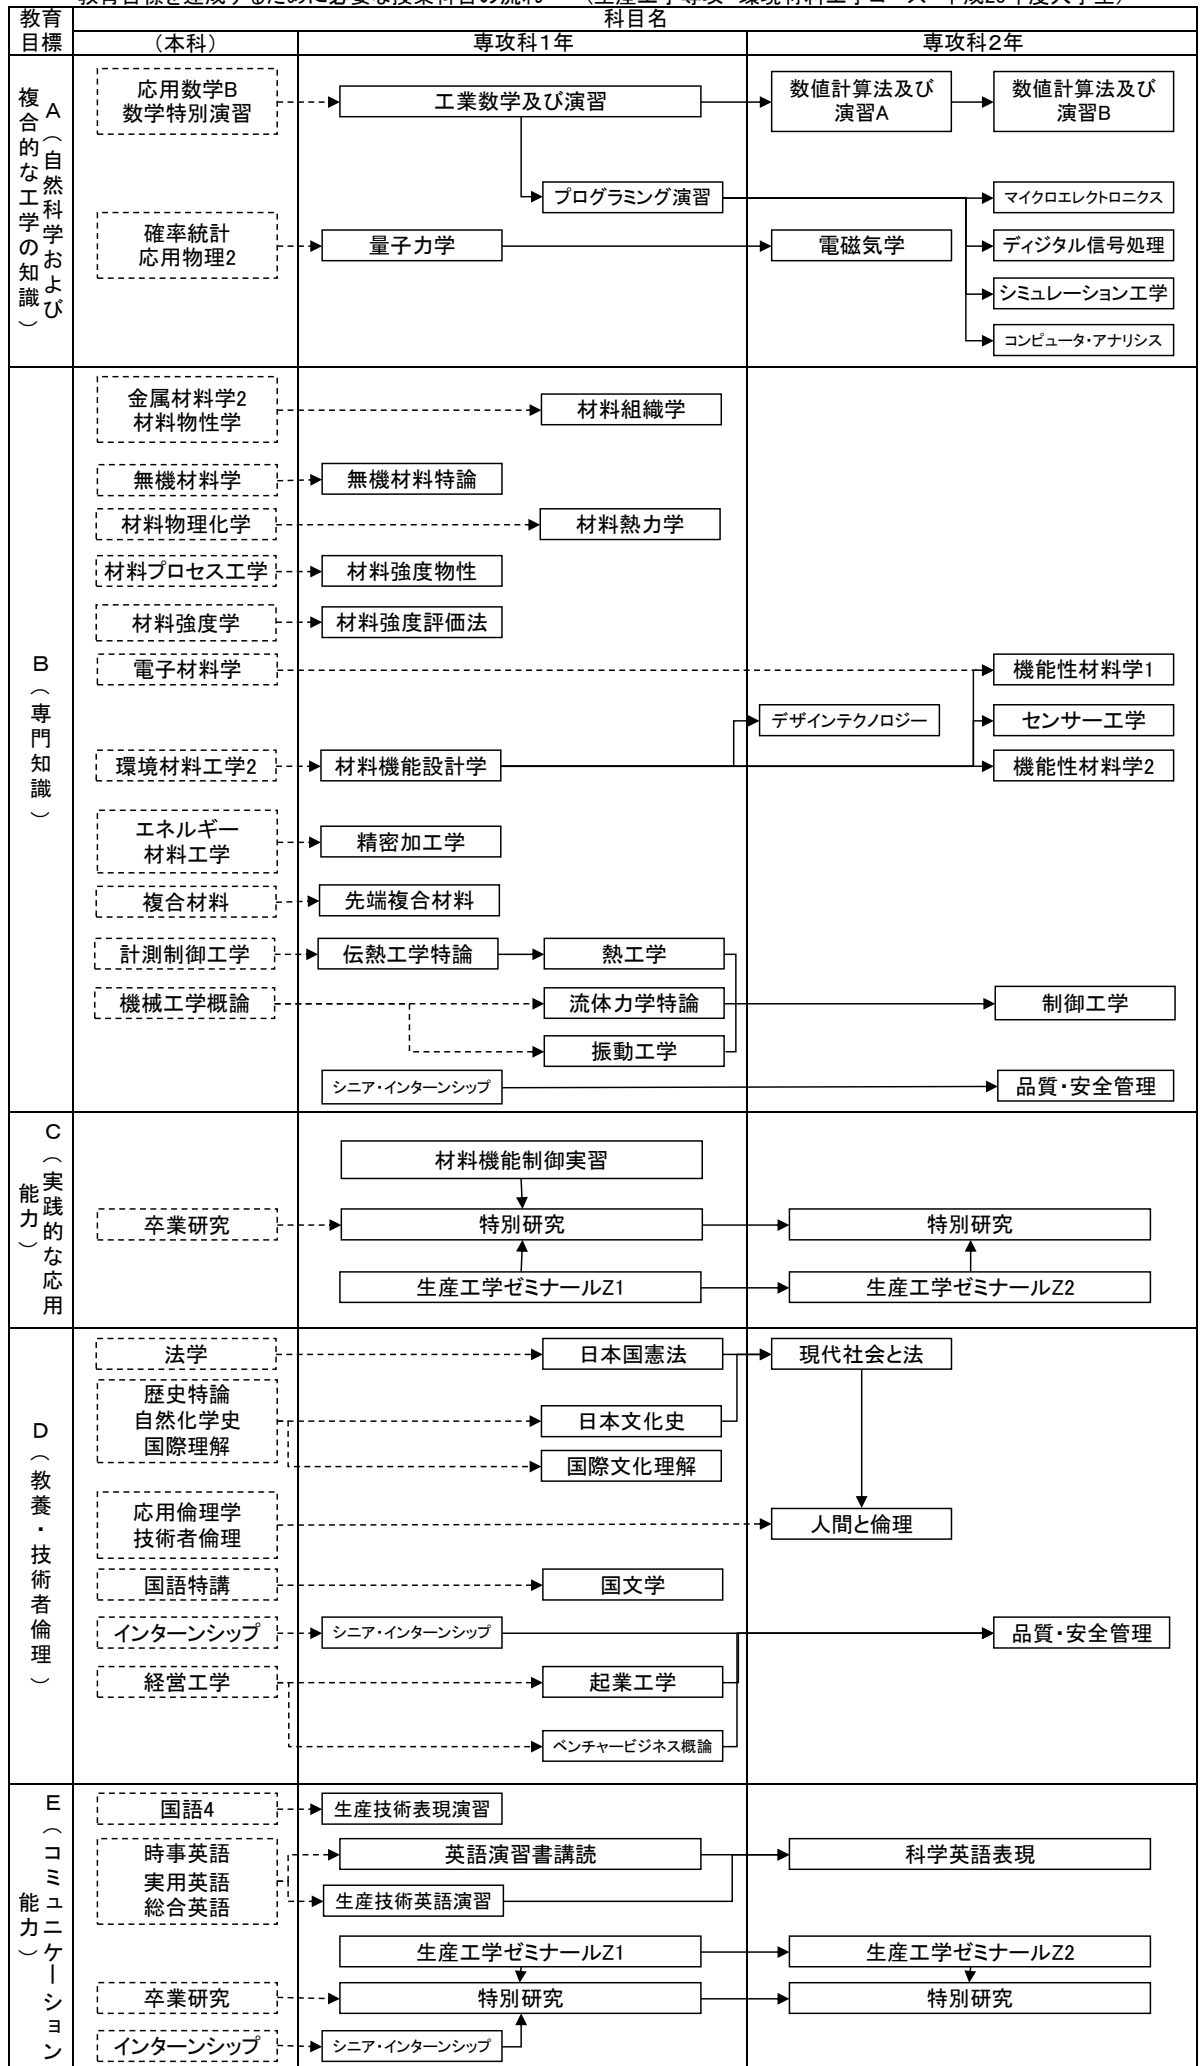 教育目標を達成するために必要な授業科目の流れ (生産工学専攻 環境材料工学コース 平成25年度入学生)
教育
目標
科目名
(本科)
専攻科1年
専攻科2年
A(自然科学および
複合的な工学の知識)
応用数学B
数学特別演習
工業数学及び演習
数値計算法及び
演習A
数値計算法及び
演習B
プログラミング演習
マイクロエレクトロニクス
確率統計
応用物理2
量子力学
電磁気学
ディジタル信号処理
シミュレーション工学
コンピュータ・アナリシス
B(専門知識)
金属材料学2
材料物性学
材料組織学
無機材料学
無機材料特論
材料物理化学
材料熱力学
材料プロセス工学
材料強度物性
材料強度学
材料強度評価法
電子材料学
機能性材料学1
デザインテクノロジー
センサー工学
環境材料工学2
材料機能設計学
機能性材料学2
エネルギー
材料工学
精密加工学
複合材料
先端複合材料
計測制御工学
伝熱工学特論
熱工学
機械工学概論
流体力学特論
制御工学
振動工学
シニア・インターンシップ
品質・安全管理
C(実践的な応用
能力)
材料機能制御実習
卒業研究
特別研究
特別研究
生産工学ゼミナールZ1
生産工学ゼミナールZ2
D(教養・技術者倫理)
法学
日本国憲法
現代社会と法
歴史特論
自然化学史
国際理解
日本文化史
国際文化理解
応用倫理学
技術者倫理
人間と倫理
国語特講
国文学
インターンシップ
シニア・インターンシップ
品質・安全管理
経営工学
起業工学
ベンチャービジネス概論
E(コミュニケーション
能力)
国語4
生産技術表現演習
時事英語
実用英語
総合英語
英語演習書講読
科学英語表現
生産技術英語演習
生産工学ゼミナールZ1
生産工学ゼミナールZ2
卒業研究
特別研究
特別研究
インターンシップ
シニア・インターンシップ